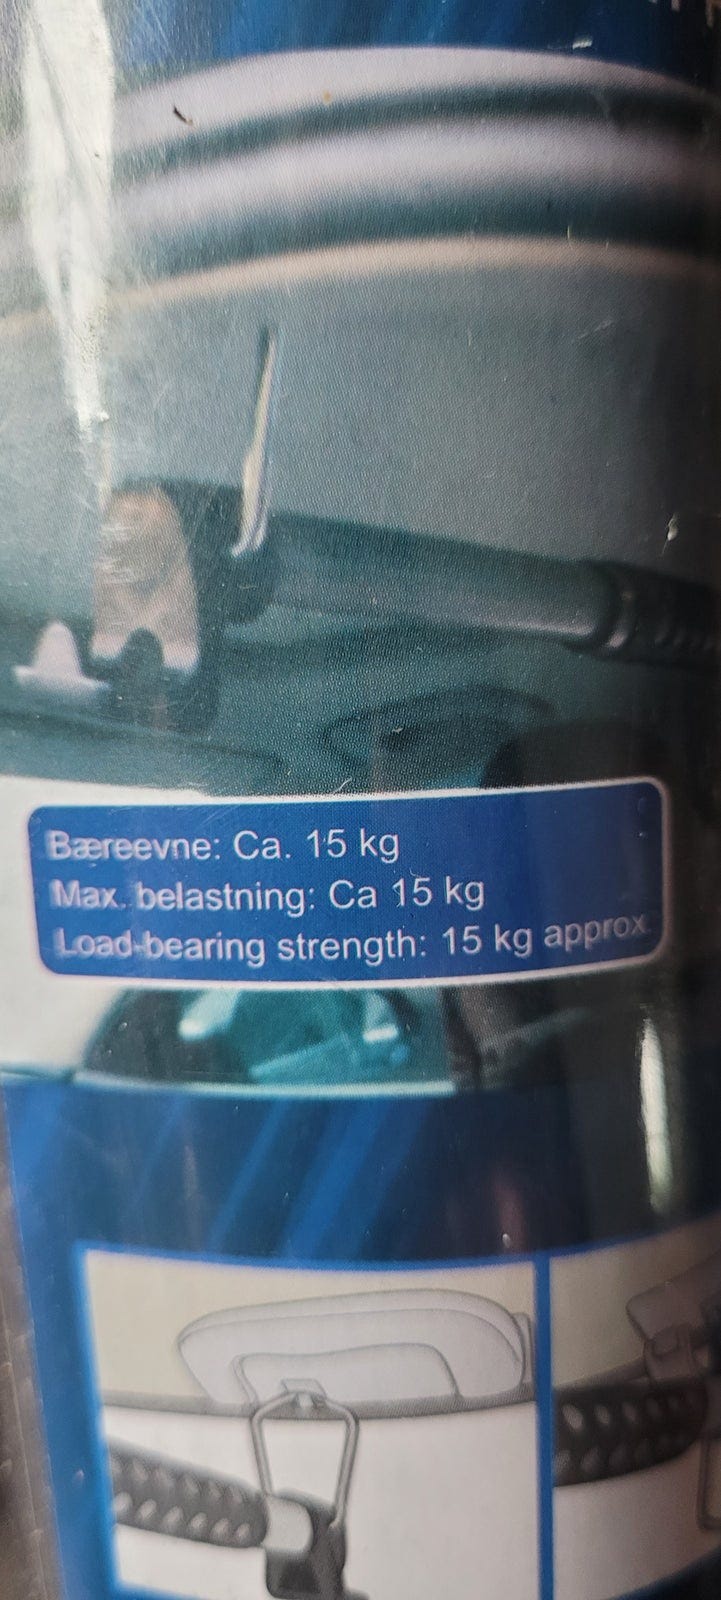 Bæreevne: Ca. 15 kg
Max. belastning: Ca 15 kg
Load-bearing strength: 15 kg approx.